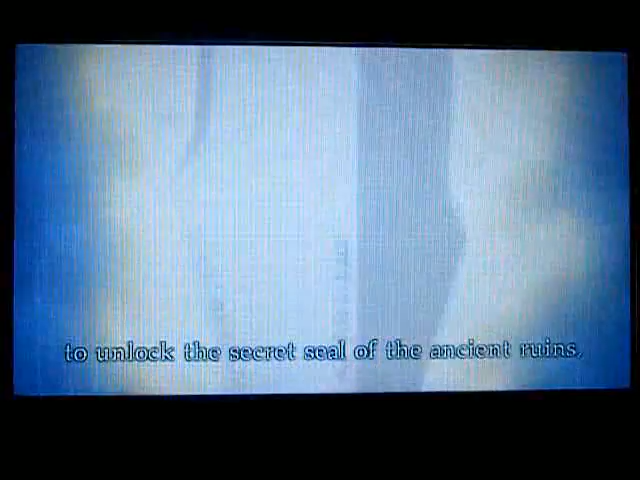 to unlock the secret seal of the ancient ruins,